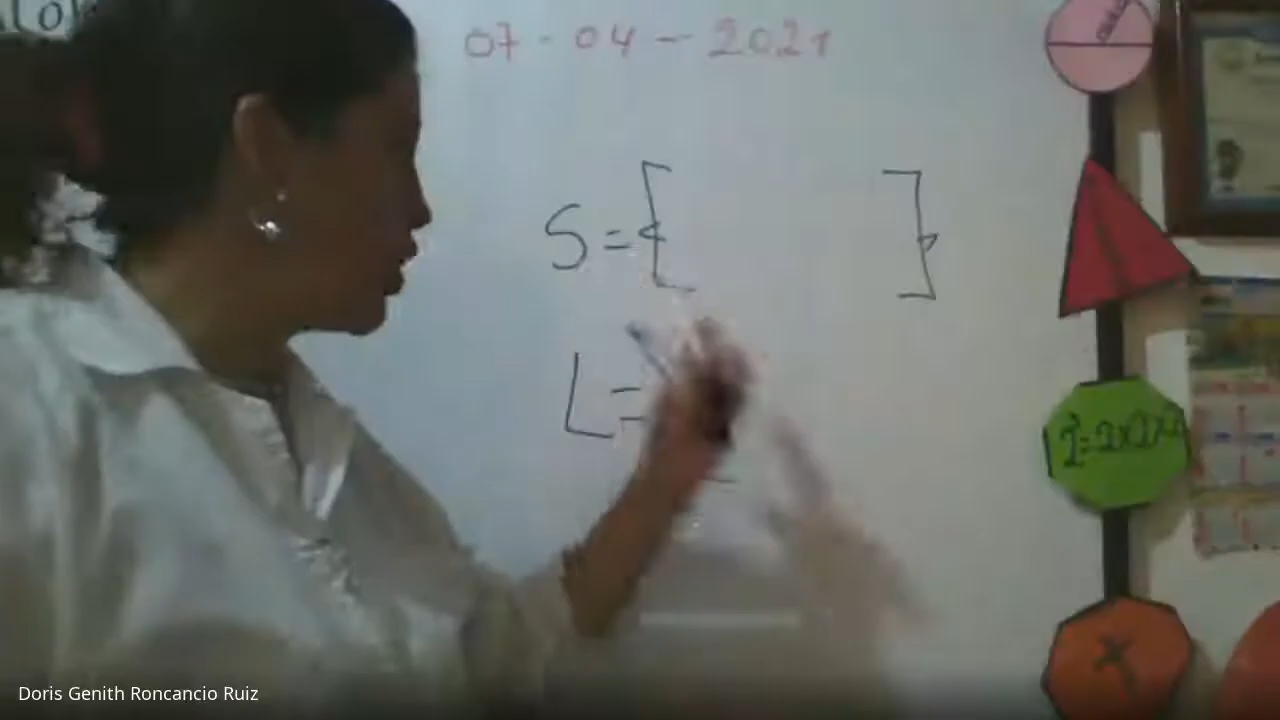 07-04-2021
S={ }
L=
Doris Genith Roncancio Ruiz